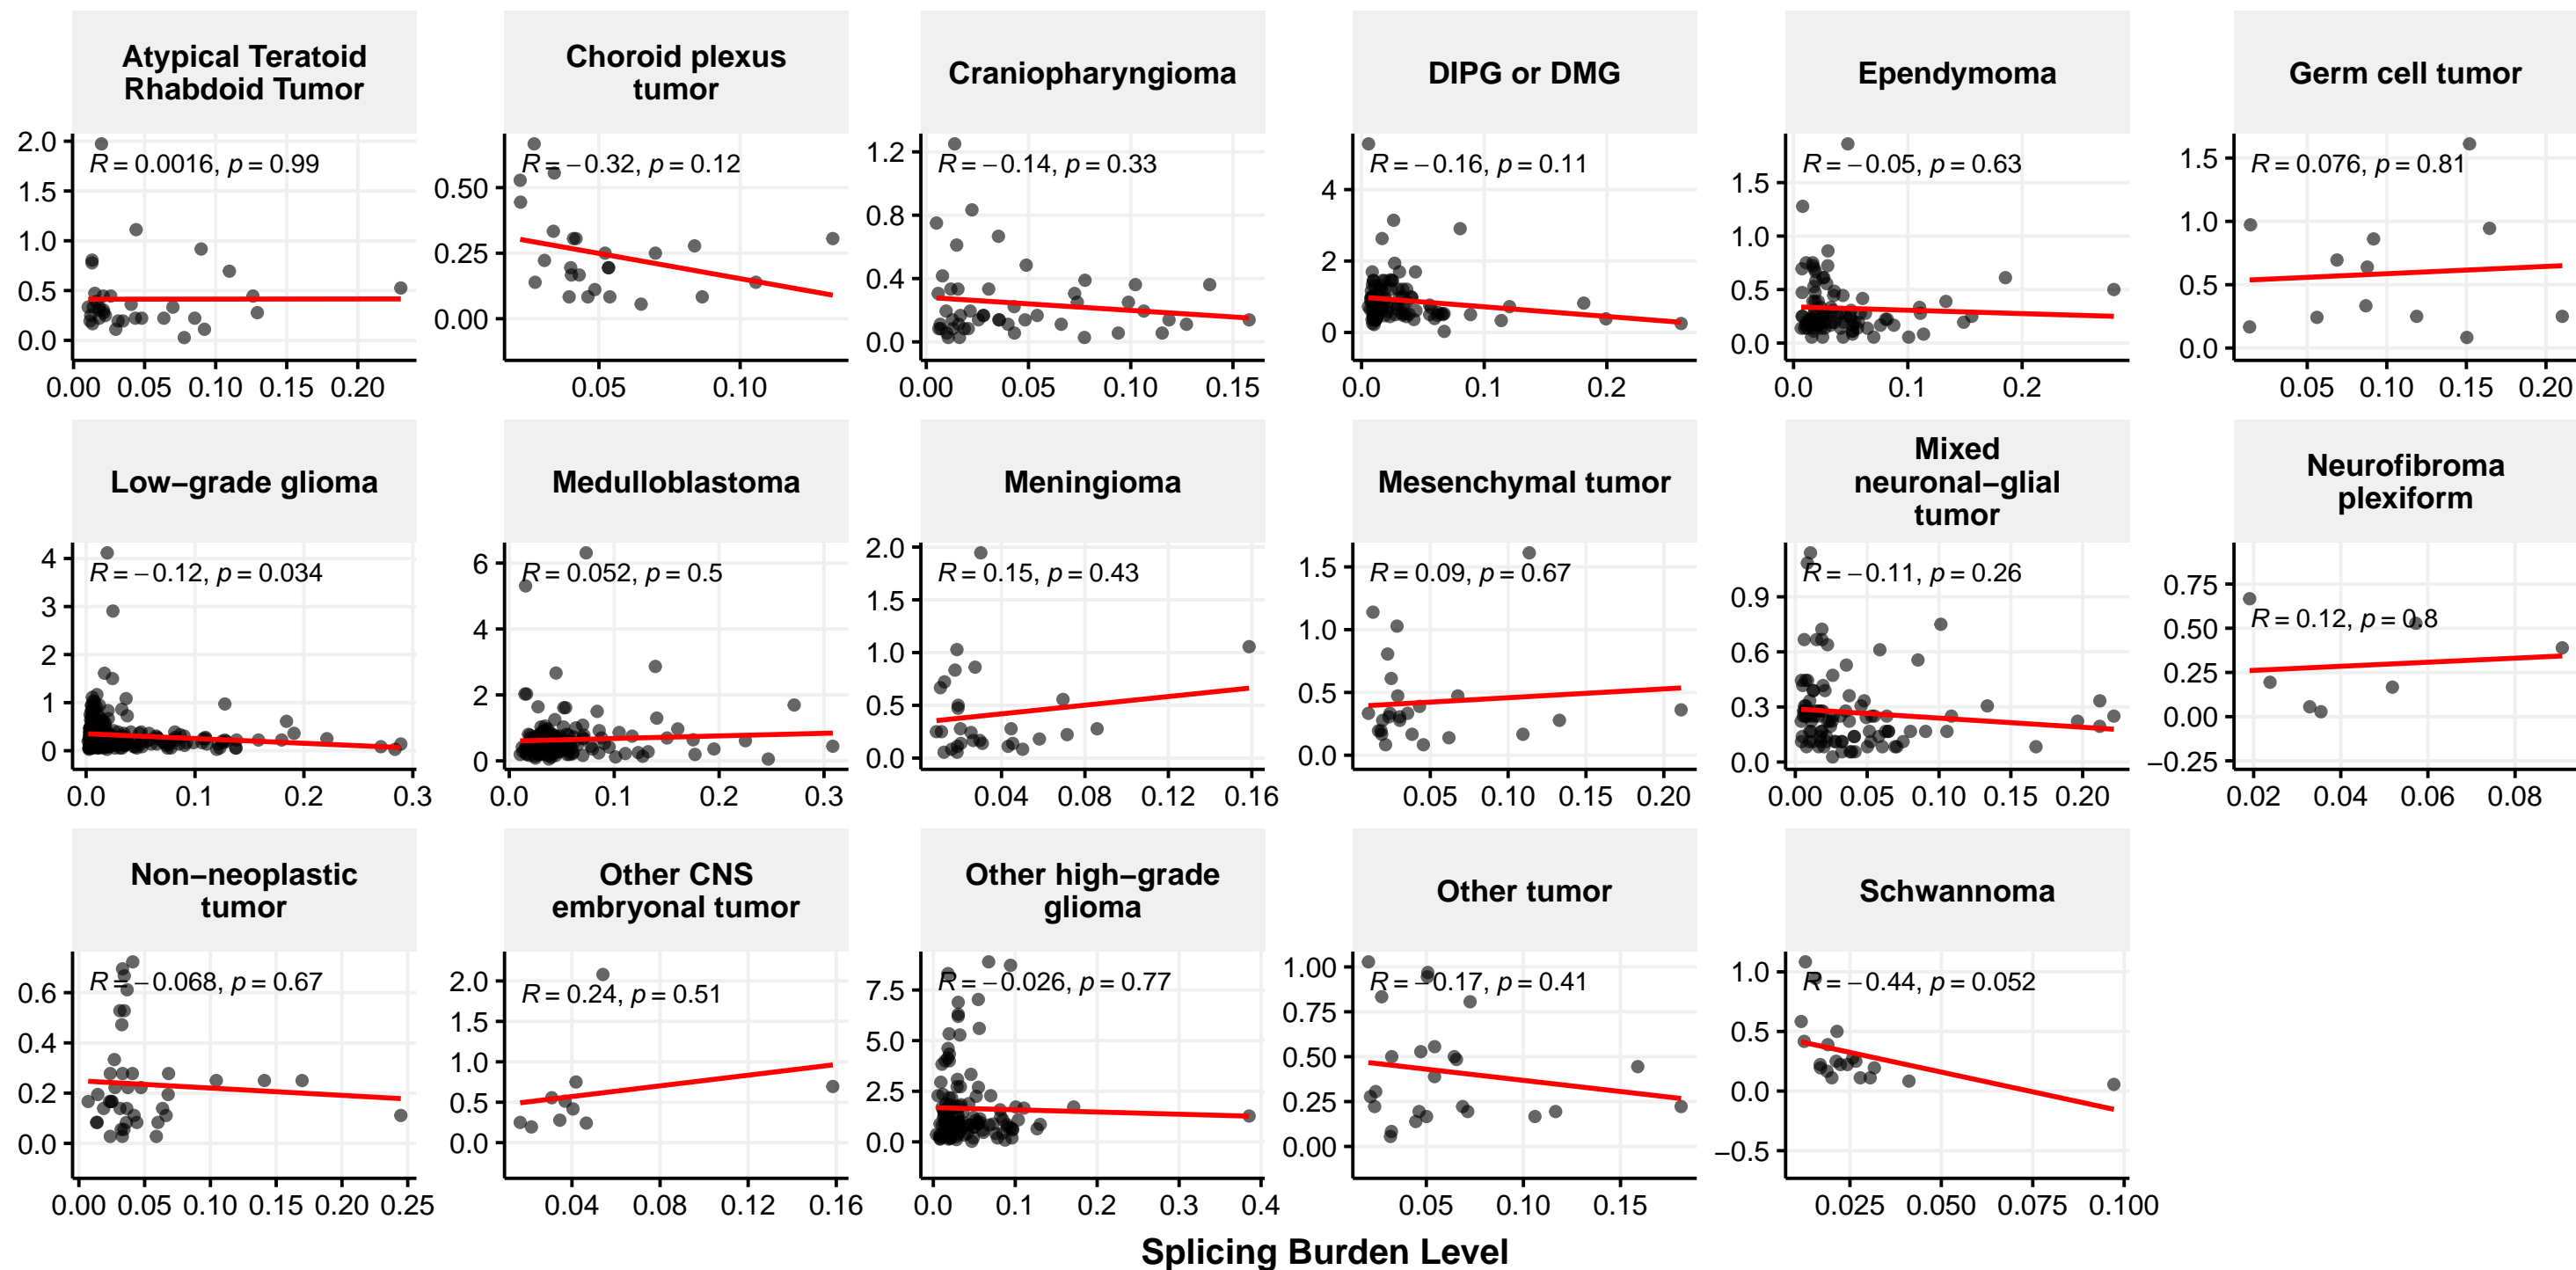 Atypical Teratoid
Rhabdoid Tumor
Choroid plexus
tumor
Craniopharyngioma
DIPG or DMG
Ependymoma
Germ cell tumor
R = 0.0016, p = 0.99
R = −0.32, p = 0.12
R = −0.14, p = 0.33
R = −0.16, p = 0.11
R = −0.05, p = 0.63
R = 0.076, p = 0.81
2.0
1.5
1.0
0.5
0.0
0.00 0.05 0.10 0.15 0.20
0.50
0.25
0.00
0.05 0.10
1.2
0.8
0.4
0.0
0.00 0.05 0.10 0.15
4
2
0
0.0 0.1 0.2
1.5
1.0
0.5
0.0
0.0 0.1 0.2
1.5
1.0
0.5
0.0
0.05 0.10 0.15 0.20
Low−grade glioma
Medulloblastoma
Meningioma
Mesenchymal tumor
Mixed
neuronal−glial
tumor
Neurofibroma
plexiform
R = −0.12, p = 0.034
R = 0.052, p = 0.5
R = 0.15, p = 0.43
R = 0.09, p = 0.67
R = −0.11, p = 0.26
R = 0.12, p = 0.8
4
3
2
1
0
0.0 0.1 0.2 0.3
6
4
2
0
0.0 0.1 0.2 0.3
2.0
1.5
1.0
0.5
0.0
0.04 0.08 0.12 0.16
1.5
1.0
0.5
0.0
0.05 0.10 0.15 0.20
0.9
0.6
0.3
0.0
0.00 0.05 0.10 0.15 0.20
0.75
0.50
0.25
0.00
−0.25
0.02 0.04 0.06 0.08
Non−neoplastic
tumor
Other CNS
embryonal tumor
Other high−grade
glioma
Other tumor
Schwannoma
R = −0.068, p = 0.67
R = 0.24, p = 0.51
R = −0.026, p = 0.77
R = −0.17, p = 0.41
R = −0.44, p = 0.052
0.6
0.4
0.2
0.0
0.00 0.05 0.10 0.15 0.20 0.25
2.0
1.5
1.0
0.5
0.0
0.04 0.08 0.12 0.16
7.5
5.0
2.5
0.0
0.0 0.1 0.2 0.3 0.4
1.00
0.75
0.50
0.25
0.00
0.05 0.10 0.15
1.0
0.5
0.0
−0.5
0.025 0.050 0.075 0.100
Splicing Burden Level